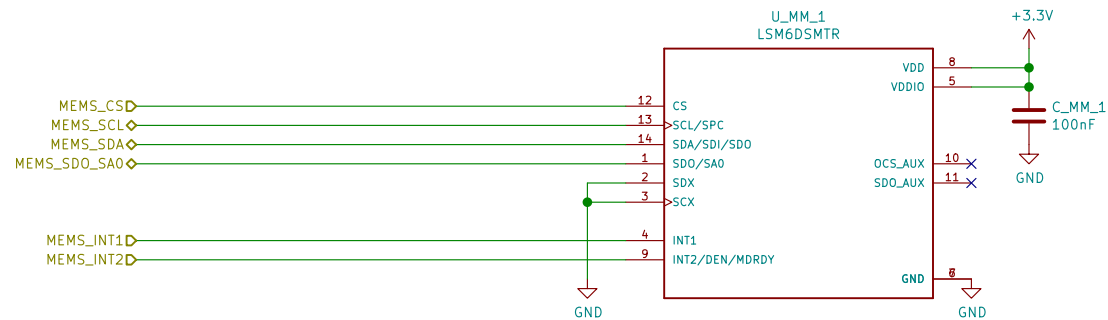 U_MM_1
LSM6DSMTR
+3.3V
MEMS_CS
12
CS
MEMS_SCL
13
SCL/SPC
MEMS_SDA
14
SDA/SDI/SDO
MEMS_SDO_SA0
1
SDO/SA0
2
SDX
3
SCX
MEMS_INT1
4
INT1
MEMS_INT2
9
INT2/DEN/MDRDY
GND
VDD
8
VDDIO
5
OCS_AUX
10
SDO_AUX
11
GND
GND
C_MM_1
100nF
GND